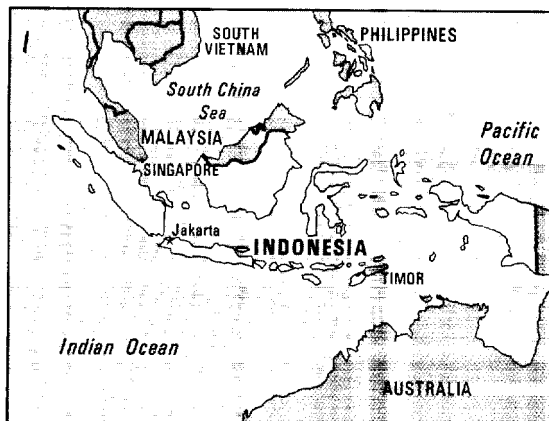 SOUTH
VIETNAM
PHILIPPINES
South China
Sea
Pacific
Ocean
MALAYSIA
SINGAPORE
Jakarta
INDONESIA
TIMOR
Indian Ocean
AUSTRALIA